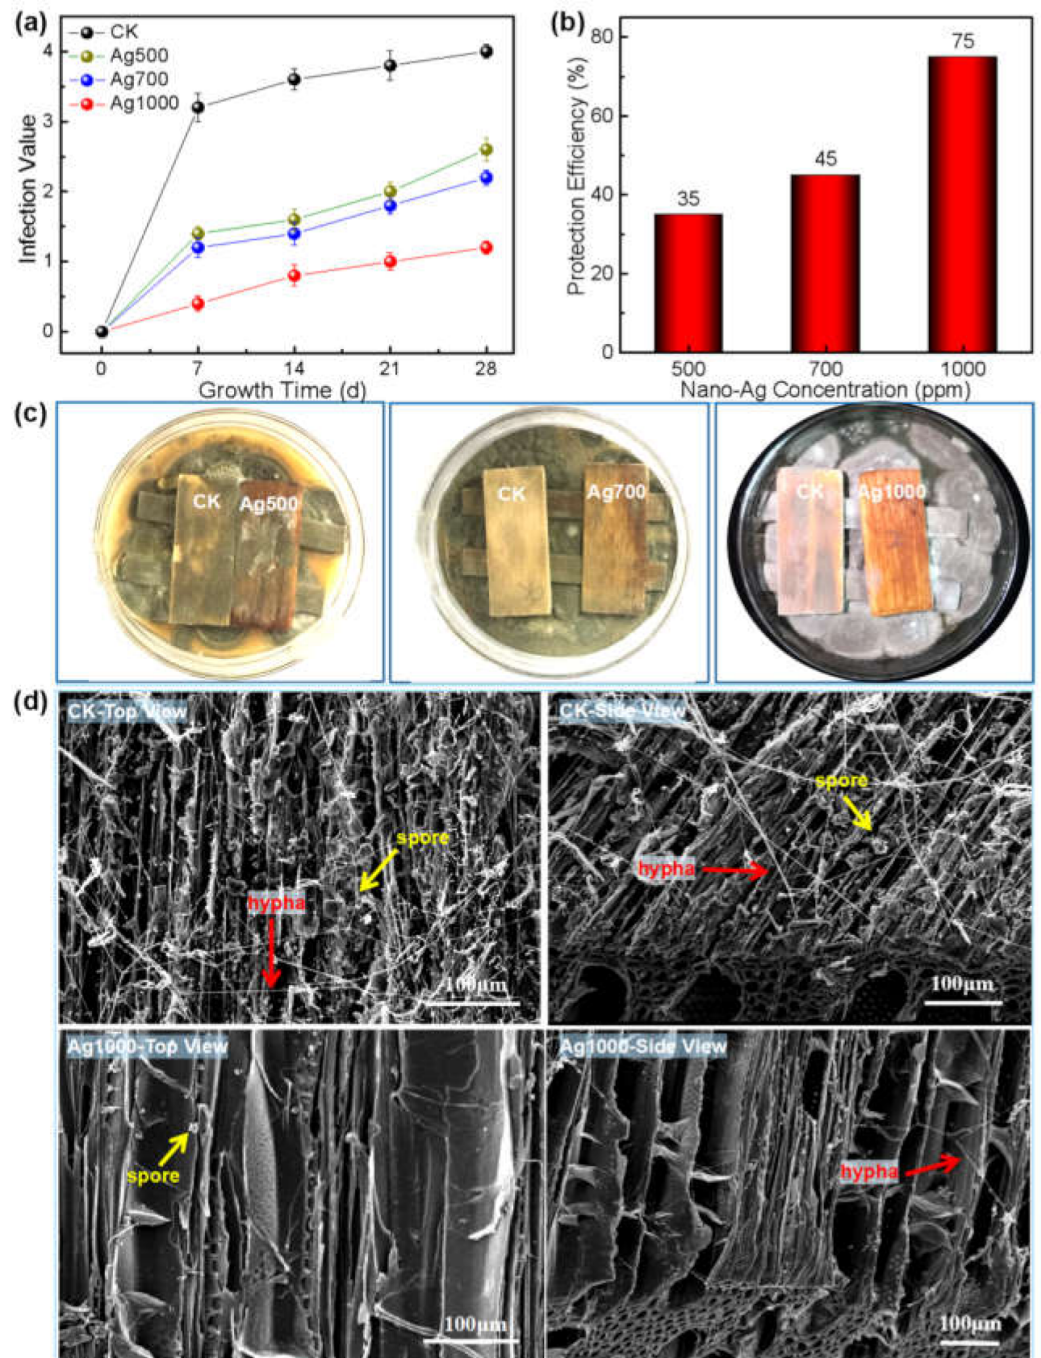 (a)
CK
Ag500
Ag700
Ag1000
4
3
2
1
0
Infection Value
0 7 14 21 28
Growth Time (d)
(b)
80
60
40
20
0
Protection Efficiency (%)
35
45
75
500 700 1000
Nano-Ag Concentration (ppm)
(c)
CK Ag500
CK Ag700
CK Ag1000
(d)
CK-Top View
spore
hypha
100μm
CK-Side View
spore
hypha
100μm
Ag1000-Top View
spore
100μm
Ag1000-Side View
hypha
100μm